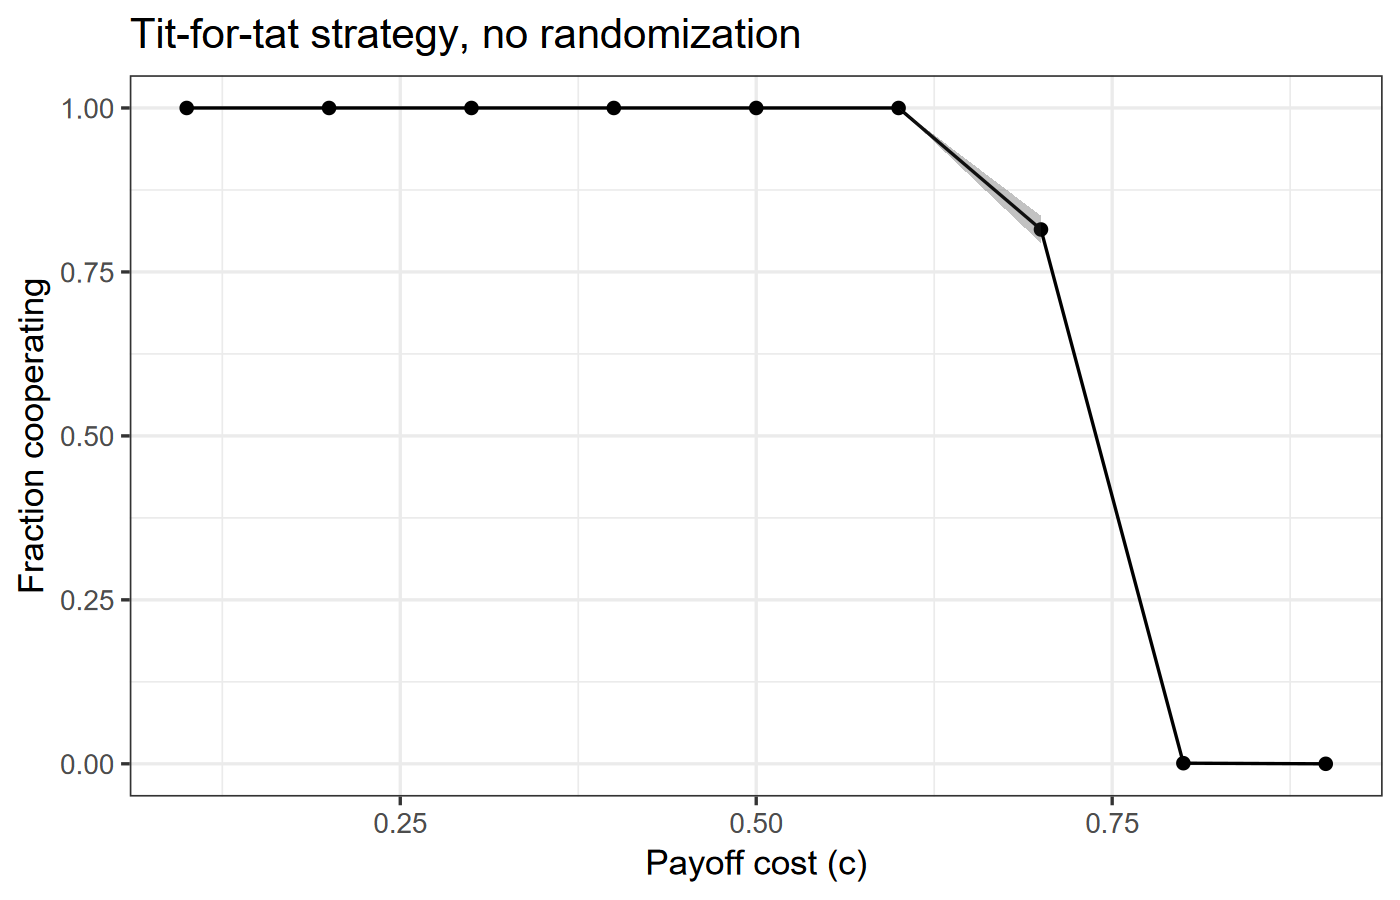 Tit-for-tat strategy, no randomization
1.00
0.75
0.50
0.25
0.00
Fraction cooperating
0.25 0.50 0.75
Payoff cost (c)